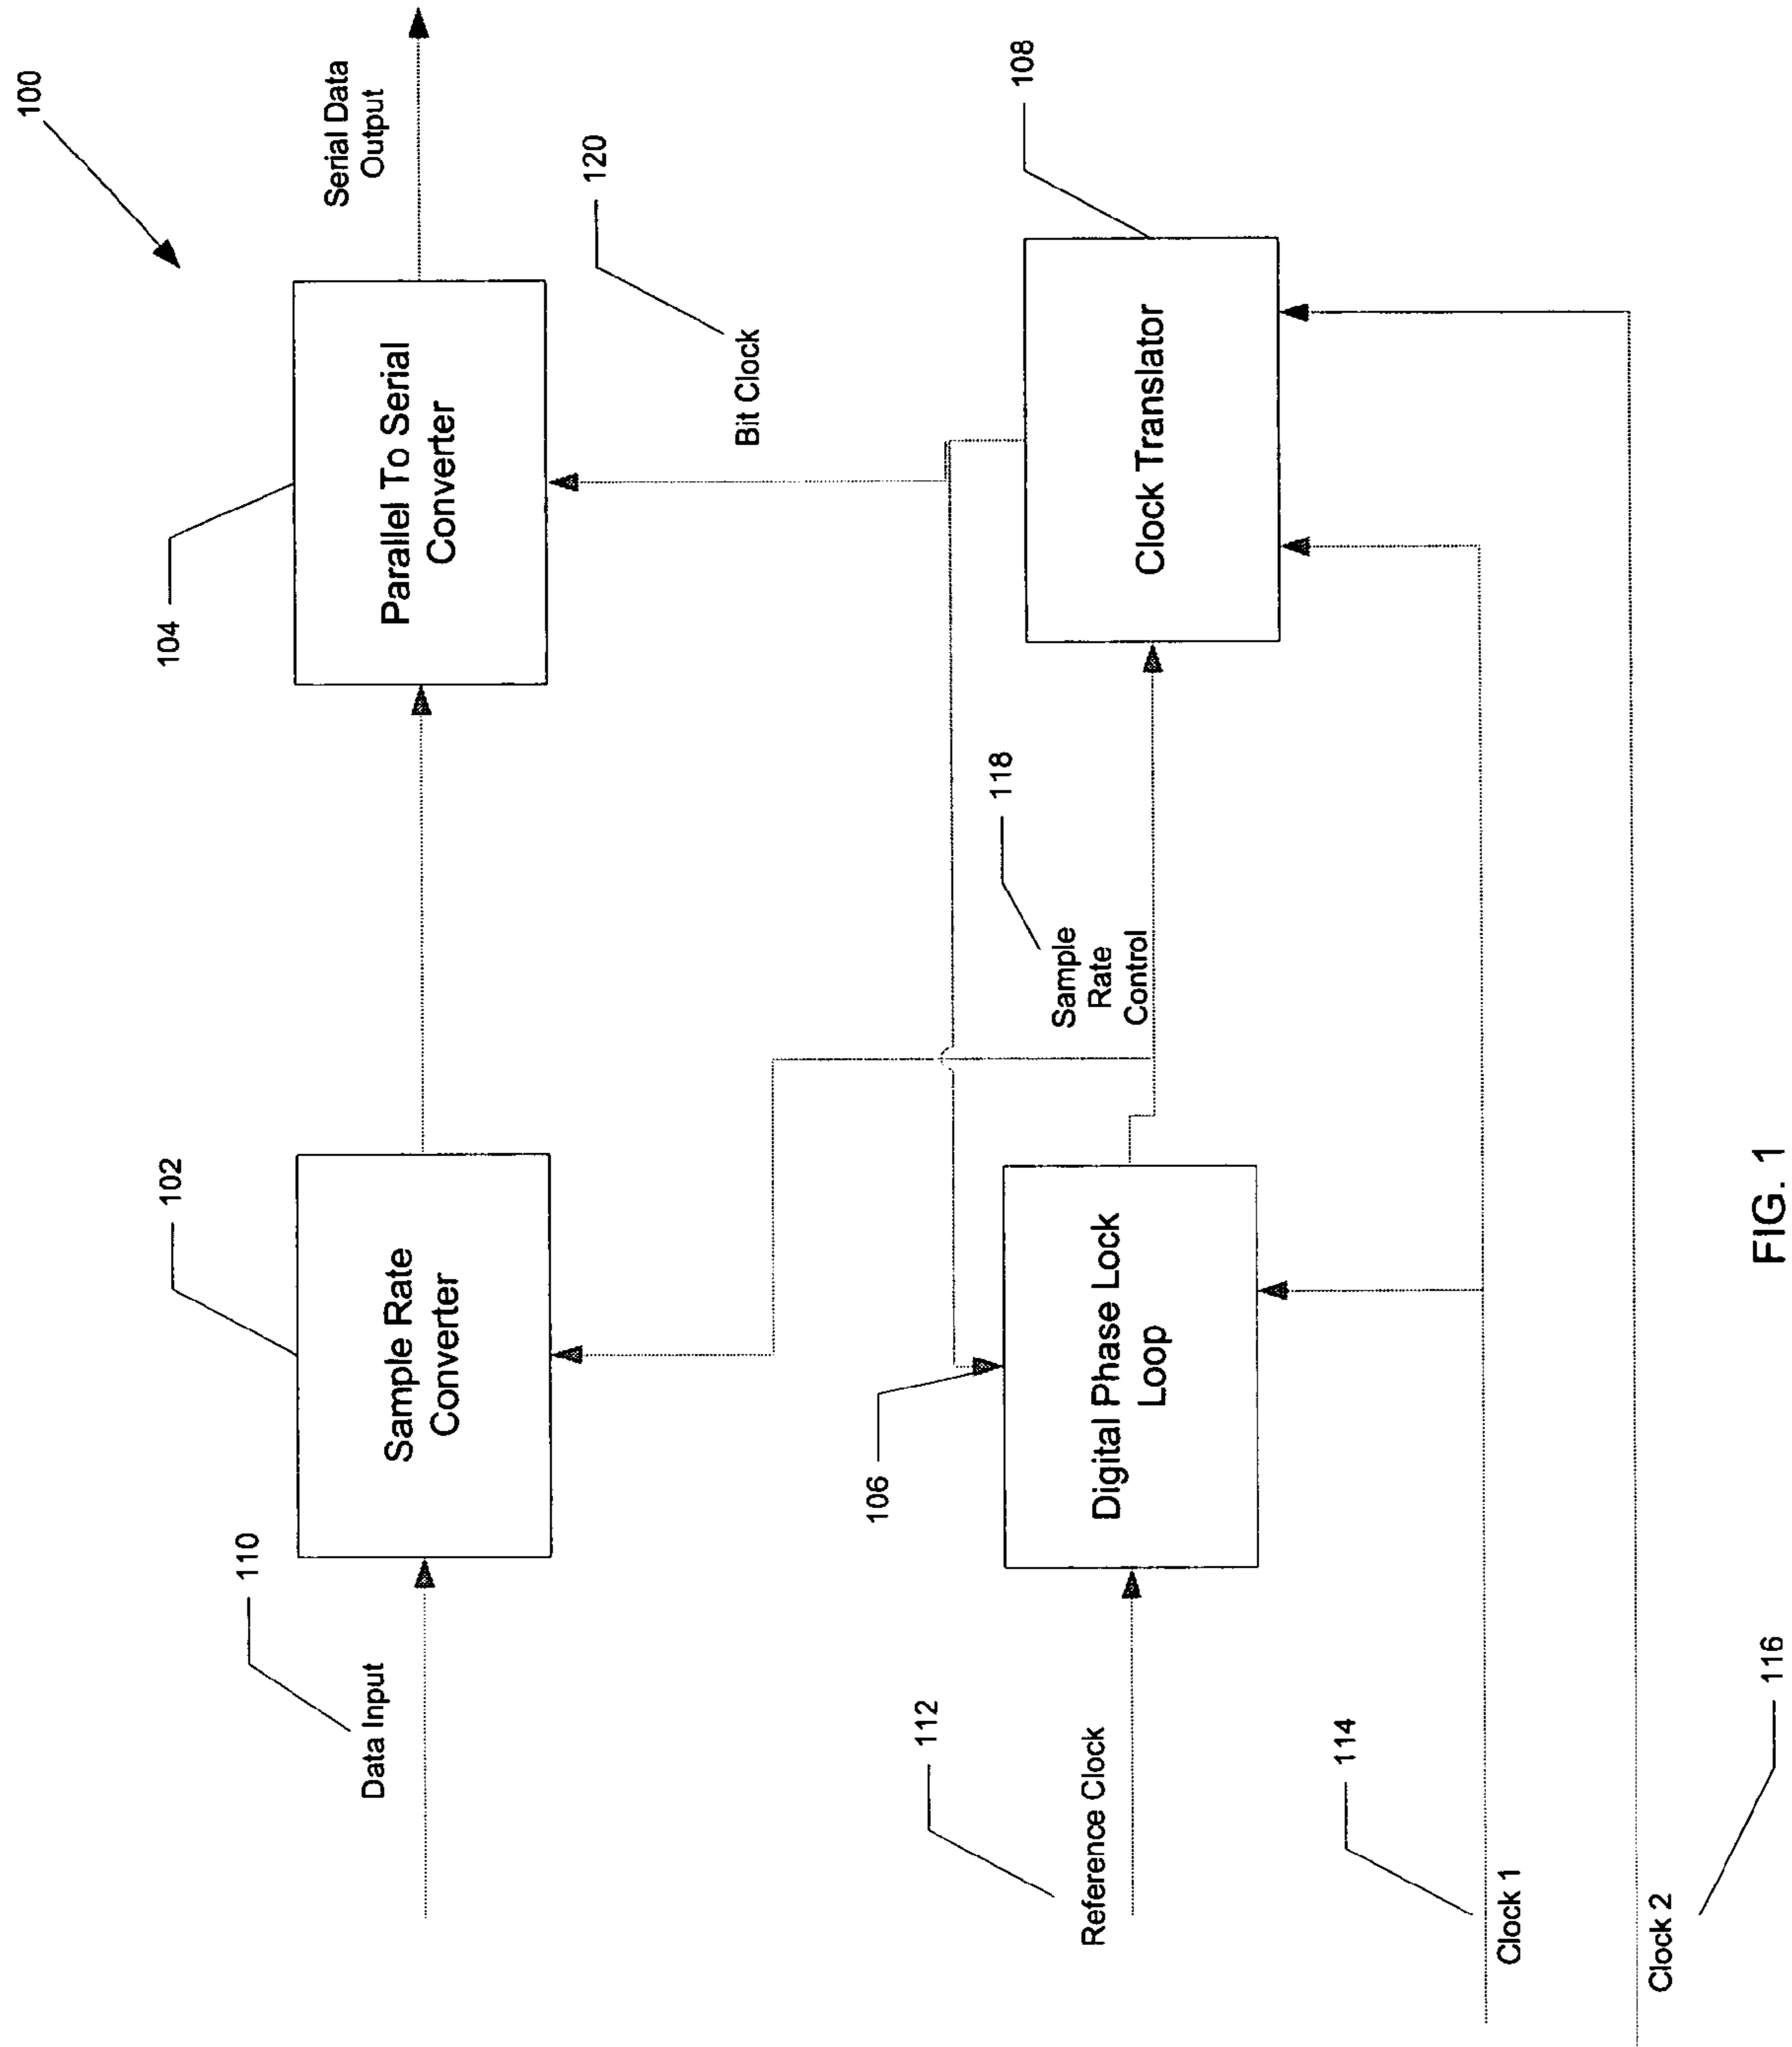 100
Serial Data
Output
104
Parallel To Serial
Converter
120
Bit Clock
108
Clock Translator
102
Sample Rate
Converter
118
Sample
Rate
Control
110
Data Input
106
Digital Phase Lock
Loop
112
Reference Clock
114
Clock 1
116
Clock 2
FIG. 1